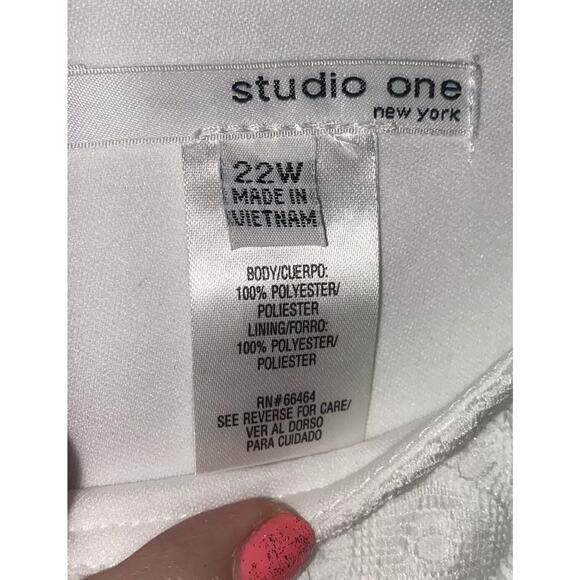 studio one
new york
22W
MADE IN
VIETNAM
BODY/CUERPO:
100% POLYESTER/
POLIESTER
LINING/FORRO:
100% POLYESTER/
POLIESTER
RN#66464
SEE REVERSE FOR CARE/
VER AL DORSO
PARA CUIDADO